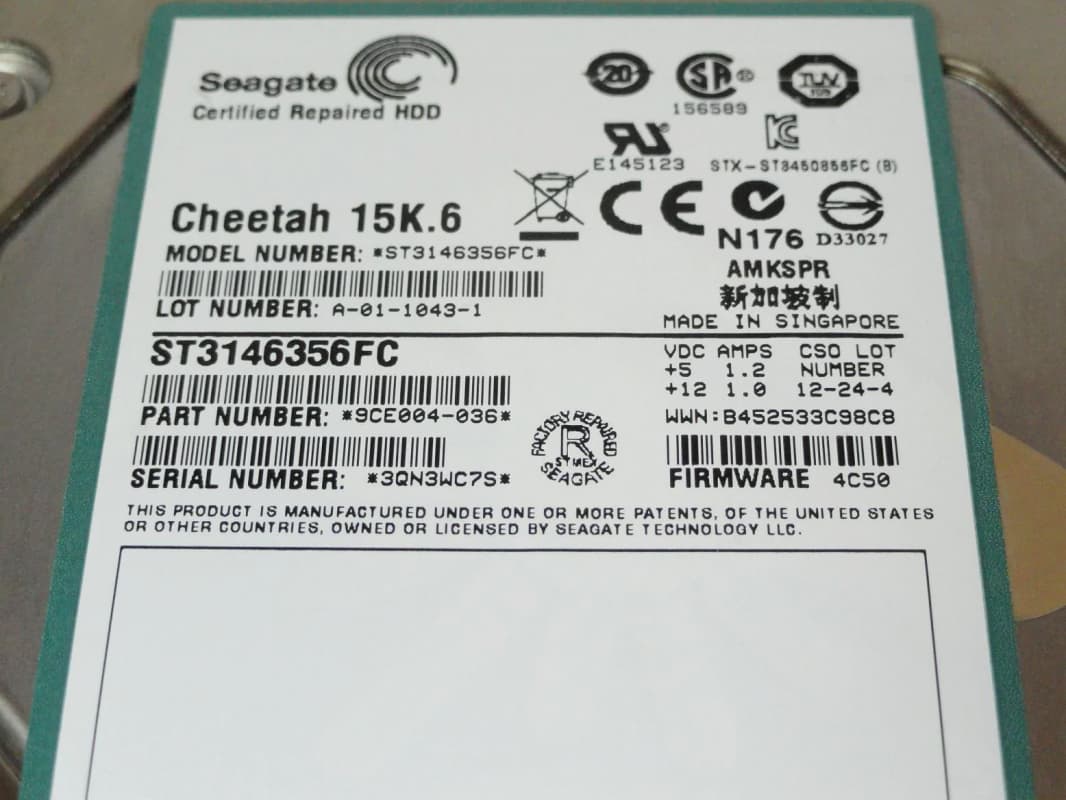 Seagate
Certified Repaired HDD
20
SA
156589
TUV
E145123
STX-ST3450856FC (B)
CE
N176
D33027
Cheetah 15K.6
MODEL NUMBER: *ST3146356FC*
LOT NUMBER: A-01-1043-1
AMKSPR
新加坡制
MADE IN SINGAPORE
ST3146356FC
VDC AMPS CSO LOT
+5 1.2 NUMBER
+12 1.0 12-24-4
PART NUMBER: *9CE004-036*
WWN:B452533C98C8
FACTORY REPAIRED
R
SEAGATE
SERIAL NUMBER: *3QN3WC7S*
FIRMWARE 4C50
THIS PRODUCT IS MANUFACTURED UNDER ONE OR MORE PATENTS, OF THE UNITED STATES
OR OTHER COUNTRIES, OWNED OR LICENSED BY SEAGATE TECHNOLOGY LLC.